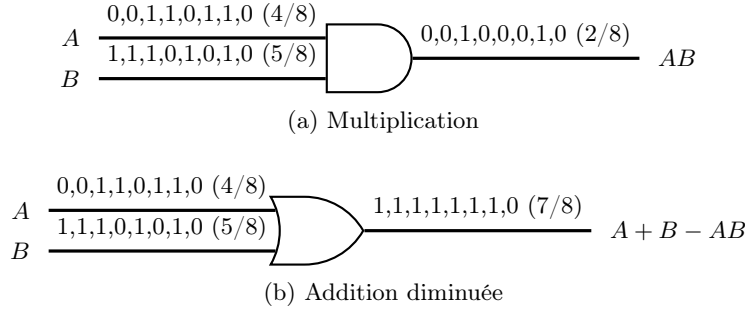 0,0,1,1,0,1,1,0 (4/8)
A
1,1,1,0,1,0,1,0 (5/8)
B
0,0,1,0,0,0,1,0 (2/8)
AB
(a) Multiplication
0,0,1,1,0,1,1,0 (4/8)
A
1,1,1,0,1,0,1,0 (5/8)
B
1,1,1,1,1,1,1,0 (7/8)
A + B − AB
(b) Addition diminuée